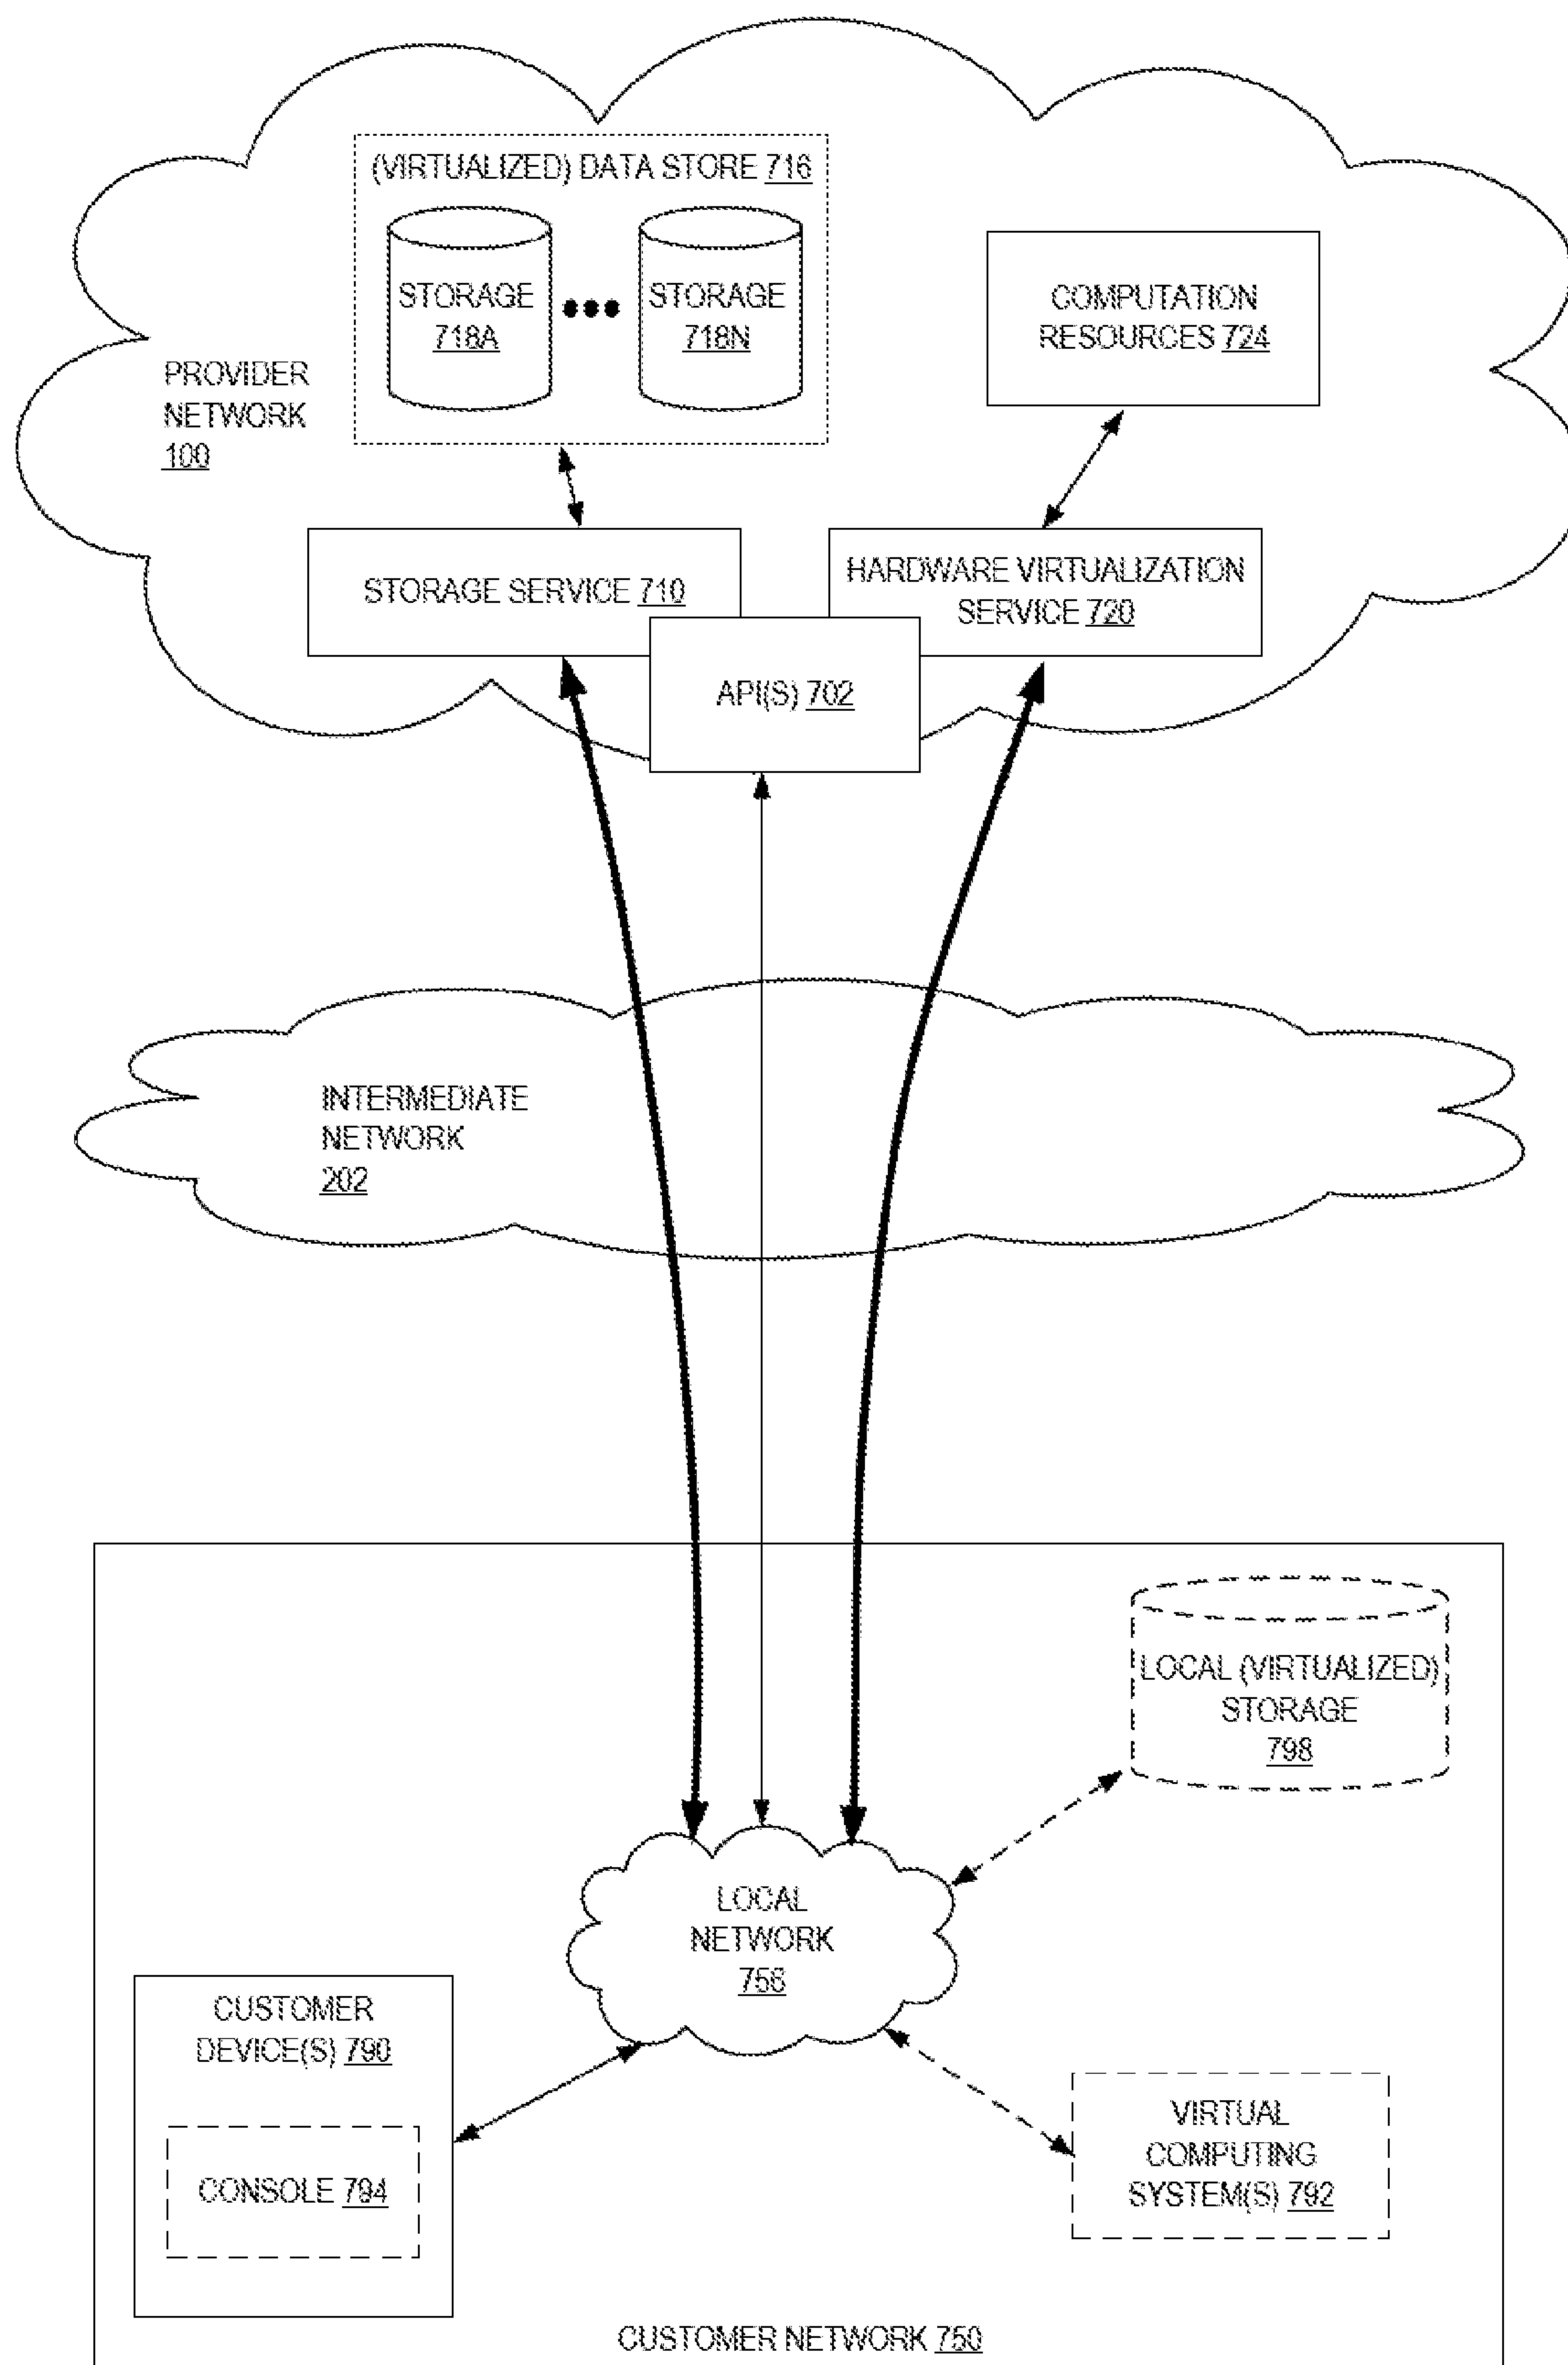 (VIRTUALIZED) DATA STORE 716
STORAGE
718A
STORAGE
718N
COMPUTATION
RESOURCES 724
PROVIDER
NETWORK
100
STORAGE SERVICE 710
HARDWARE VIRTUALIZATION
SERVICE 720
API(S) 702
INTERMEDIATE
NETWORK
202
LOCAL (VIRTUALIZED)
STORAGE
798
LOCAL
NETWORK
756
CUSTOMER
DEVICE(S) 790
CONSOLE 794
VIRTUAL
COMPUTING
SYSTEM(S) 792
CUSTOMER NETWORK 750